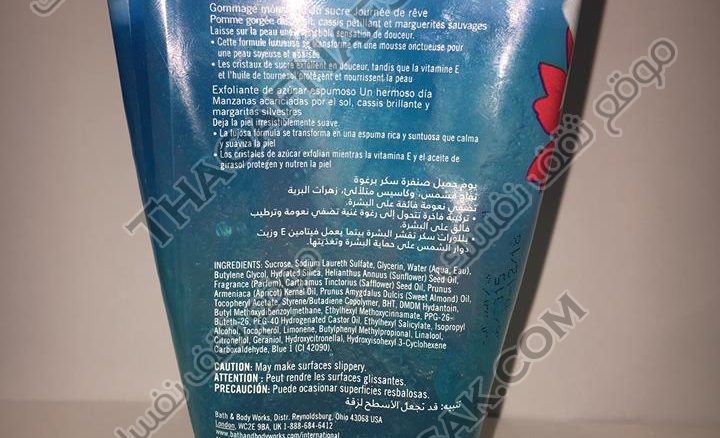 Gommage moussant au sucre Journée de rêve
Pomme gorgée de soleil, cassis pétillant et marguerites sauvages
Laisse sur la peau une sensation de douceur.
• Cette formule luxueuse se transforme en une mousse onctueuse pour
une peau soyeuse et apaisée
• Les cristaux de sucre exfolient en douceur, tandis que la vitamine E
et l'huile de tournesol protègent et nourrissent la peau
Exfoliante de azúcar espumoso Un hermoso día
Manzanas acariciadas por el sol, cassis brillante y
margaritas silvestres
Deja la piel irresistiblemente suave.
• La lujosa fórmula se transforma en una espuma rica y suntuosa que calma
y suaviza la piel
• Los cristales de azúcar exfolian mientras la vitamina E y el aceite de
girasol protegen y nutren la piel
يوم جميل صنفرة سكر برغوة
تفاح مشمس، وكاسيس متلألئ، زهرات البرية
تضفي نعومة فائقة على البشرة.
• تركيبة فاخرة تتحول إلى رغوة غنية تضفي نعومة وترطيب
فائق على البشرة.
• بللورات سكر تقشر البشرة بينما يعمل فيتامين E وزيت
دوار الشمس على حماية البشرة وتغذيتها.
INGREDIENTS: Sucrose, Sodium Laureth Sulfate, Glycerin, Water (Aqua, Eau),
Butylene Glycol, Hydrated Silica, Helianthus Annuus (Sunflower) Seed Oil,
Fragrance (Parfum), Carthamus Tinctorius (Safflower) Seed Oil, Prunus
Armeniaca (Apricot) Kernel Oil, Prunus Amygdalus Dulcis (Sweet Almond) Oil,
Tocopheryl Acetate, Styrene/Butadiene Copolymer, BHT, DMDM Hydantoin,
Butyl Methoxydibenzoylmethane, Ethylhexyl Methoxycinnamate, PPG-26-
Buteth-26, PEG-40 Hydrogenated Castor Oil, Ethylhexyl Salicylate, Isopropyl
Alcohol, Tocopherol, Limonene, Butylphenyl Methylpropional, Linalool,
Citronellol, Geraniol, Hydroxycitronellal, Hydroxyisohexyl 3-Cyclohexene
Carboxaldehyde, Blue 1 (CI 42090).
CAUTION: May make surfaces slippery.
ATTENTION : Peut rendre les surfaces glissantes.
PRECAUCIÓN: Puede ocasionar superficies resbalosas.
تنبيه: قد تجعل الأسطح لزقة
Bath & Body Works, Distr. Reynoldsburg, Ohio 43068 USA
London, WC2E 9BA, U.K. 1-888-684-6412
www.bathandbodyworks.com/international